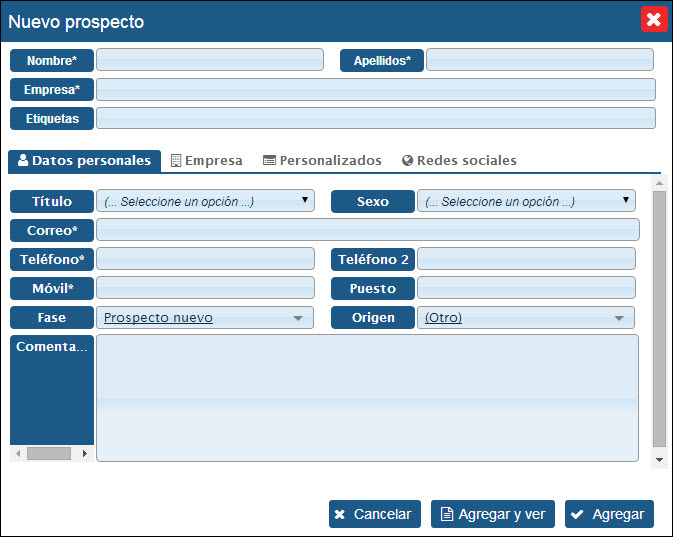 Nuevo prospecto
Nombre* Apellidos*
Empresa*
Etiquetas
Datos personales Empresa Personalizados Redes sociales
Título (... Seleccione un opción ...) Sexo (... Seleccione un opción ...)
Correo*
Teléfono* Teléfono 2
Móvil* Puesto
Fase Prospecto nuevo Origen (Otro)
Comenta...
Cancelar Agregar y ver Agregar